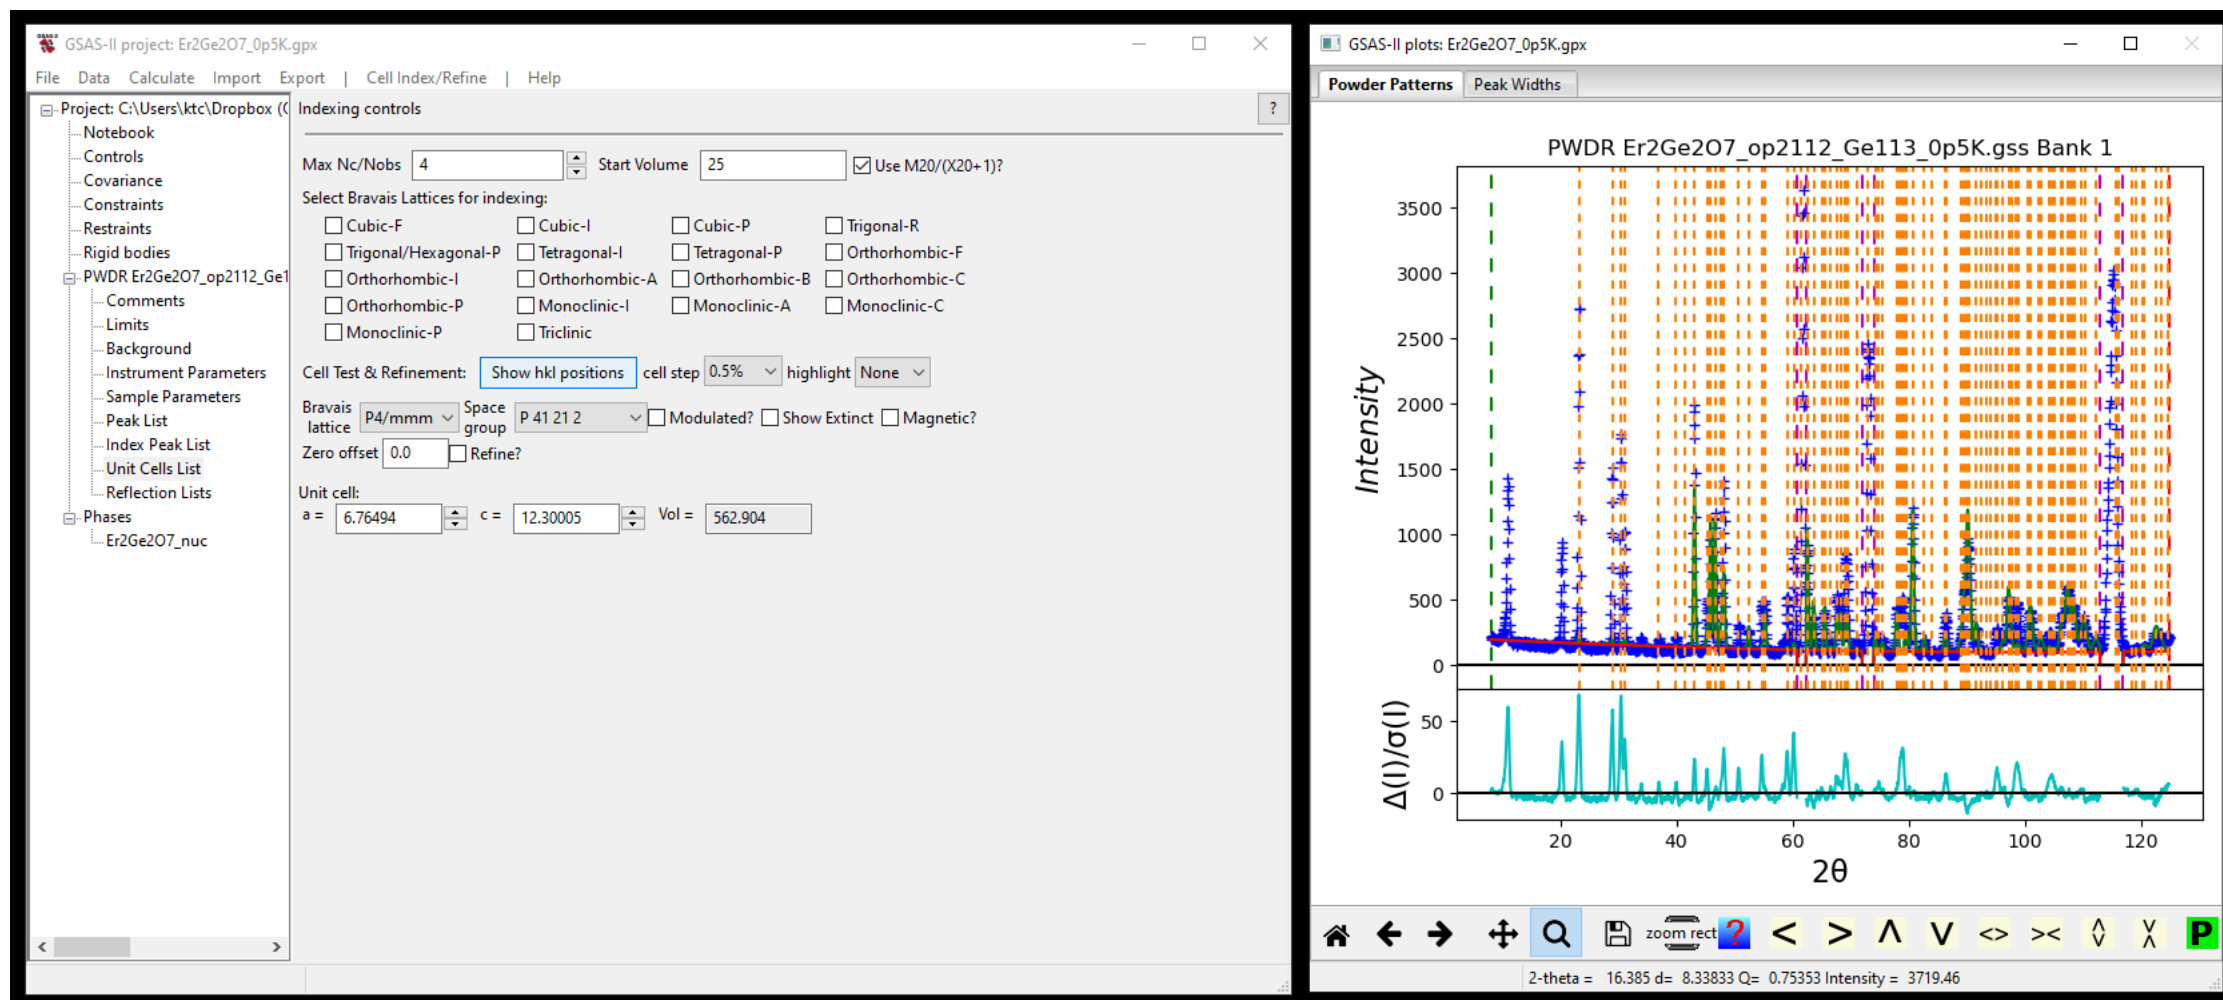 GSAS-II project: Er2Ge2O7_0p5K.gpx
File Data Calculate Import Export | Cell Index/Refine | Help
Project: C:\Users\ktc\Dropbox (
Notebook
Controls
Covariance
Constraints
Restraints
Rigid bodies
PWDR Er2Ge2O7_op2112_Ge1
Comments
Limits
Background
Instrument Parameters
Sample Parameters
Peak List
Index Peak List
Unit Cells List
Reflection Lists
Phases
Er2Ge2O7_nuc
Indexing controls ?
Max Nc/Nobs 4 Start Volume 25 Use M20/(X20+1)?
Select Bravais Lattices for indexing:
Cubic-F Cubic-I Cubic-P Trigonal-R
Trigonal/Hexagonal-P Tetragonal-I Tetragonal-P Orthorhombic-F
Orthorhombic-I Orthorhombic-A Orthorhombic-B Orthorhombic-C
Orthorhombic-P Monoclinic-I Monoclinic-A Monoclinic-C
Monoclinic-P Triclinic
Cell Test & Refinement: Show hkl positions cell step 0.5% highlight None
Bravais lattice P4/mmm Space group P 41 21 2 Modulated? Show Extinct Magnetic?
Zero offset 0.0 Refine?
Unit cell:
a = 6.76494 c = 12.30005 Vol = 562.904
GSAS-II plots: Er2Ge2O7_0p5K.gpx
Powder Patterns Peak Widths
PWDR Er2Ge2O7_op2112_Ge113_0p5K.gss Bank 1
Intensity
3500
3000
2500
2000
1500
1000
500
0
Δ(I)/σ(I)
50
0
20 40 60 80 100 120
2θ
zoom rect ? < > Λ V <> >< P
2-theta = 16.385 d= 8.33833 Q= 0.75353 Intensity = 3719.46